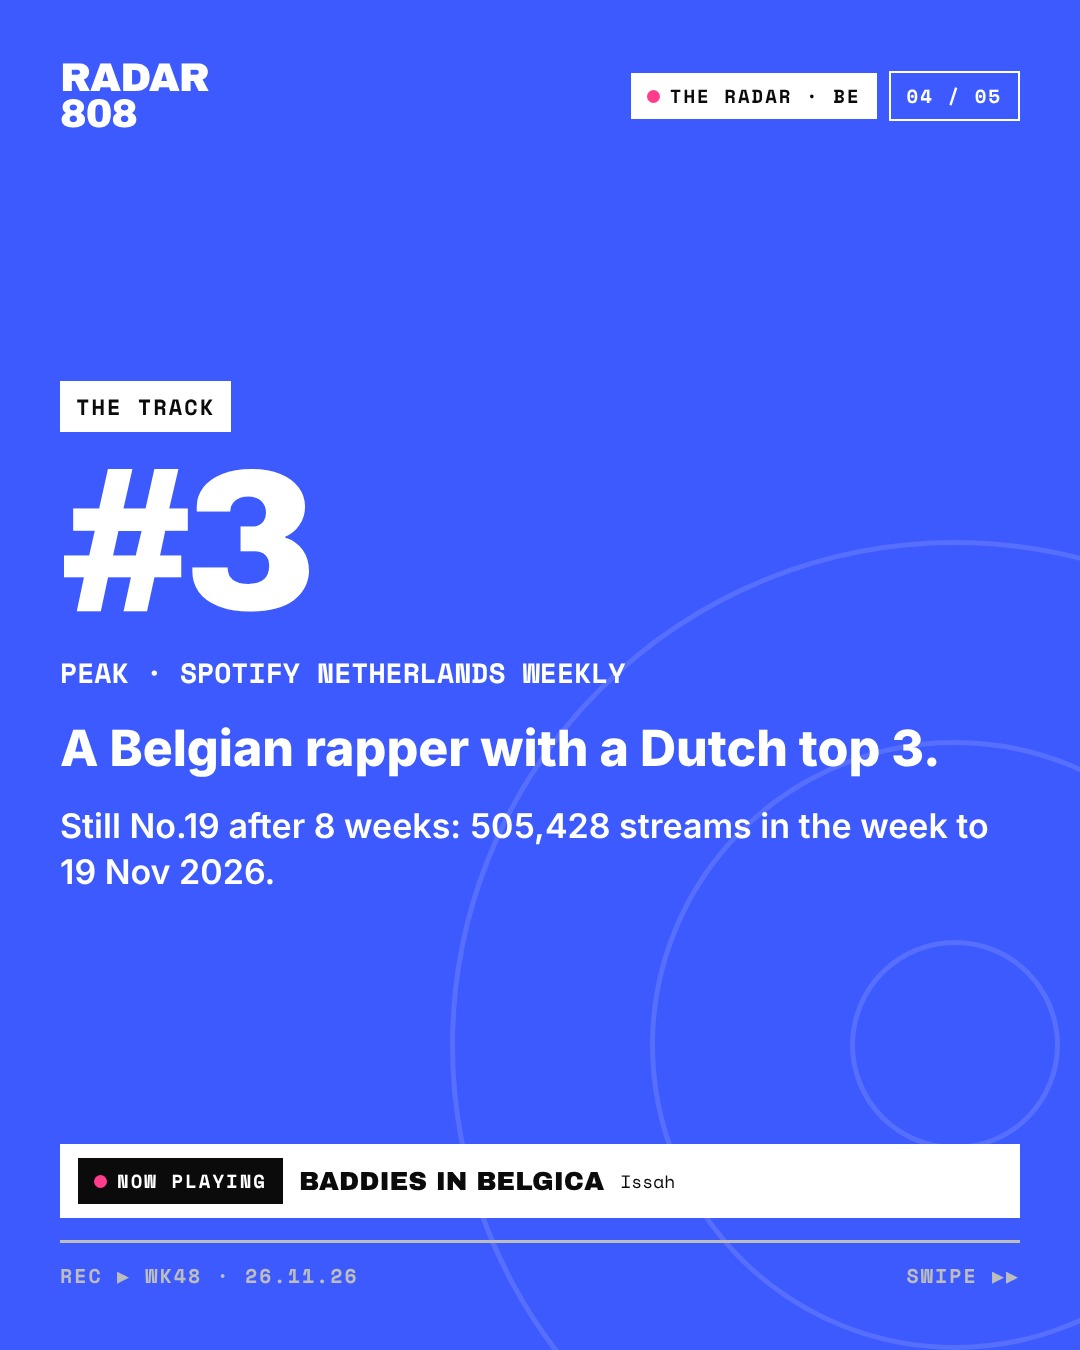 RADAR
808
THE RADAR · BE
04 / 05
THE TRACK
#3
PEAK · SPOTIFY NETHERLANDS WEEKLY
A Belgian rapper with a Dutch top 3.
Still No.19 after 8 weeks: 505,428 streams in the week to
19 Nov 2026.
NOW PLAYING BADDIES IN BELGICA Issah
REC ▶ WK48 · 26.11.26
SWIPE ▶▶